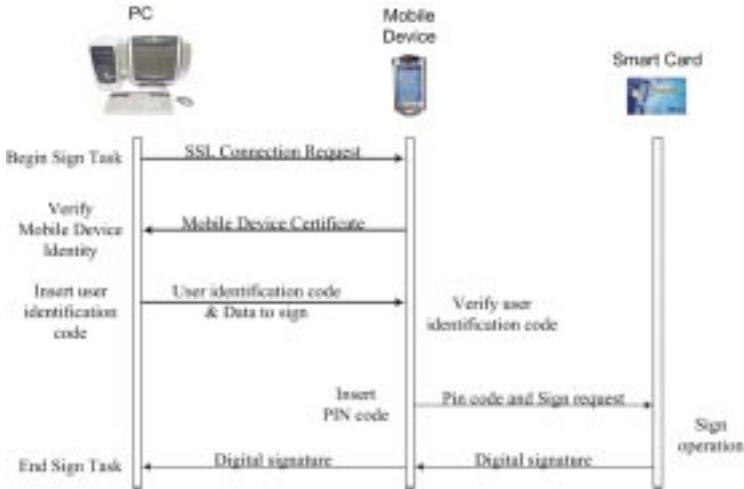 PC
Mobile
Device
Smart Card
Begin Sign Task
SSL Connection Request
Verify
Mobile Device
Identity
Mobile Device Certificate
Insert user
identification
code
User identification code
& Data to sign
Verify user
identification code
Insert
PIN code
Pin code and Sign request
Sign
operation
End Sign Task
Digital signature
Digital signature